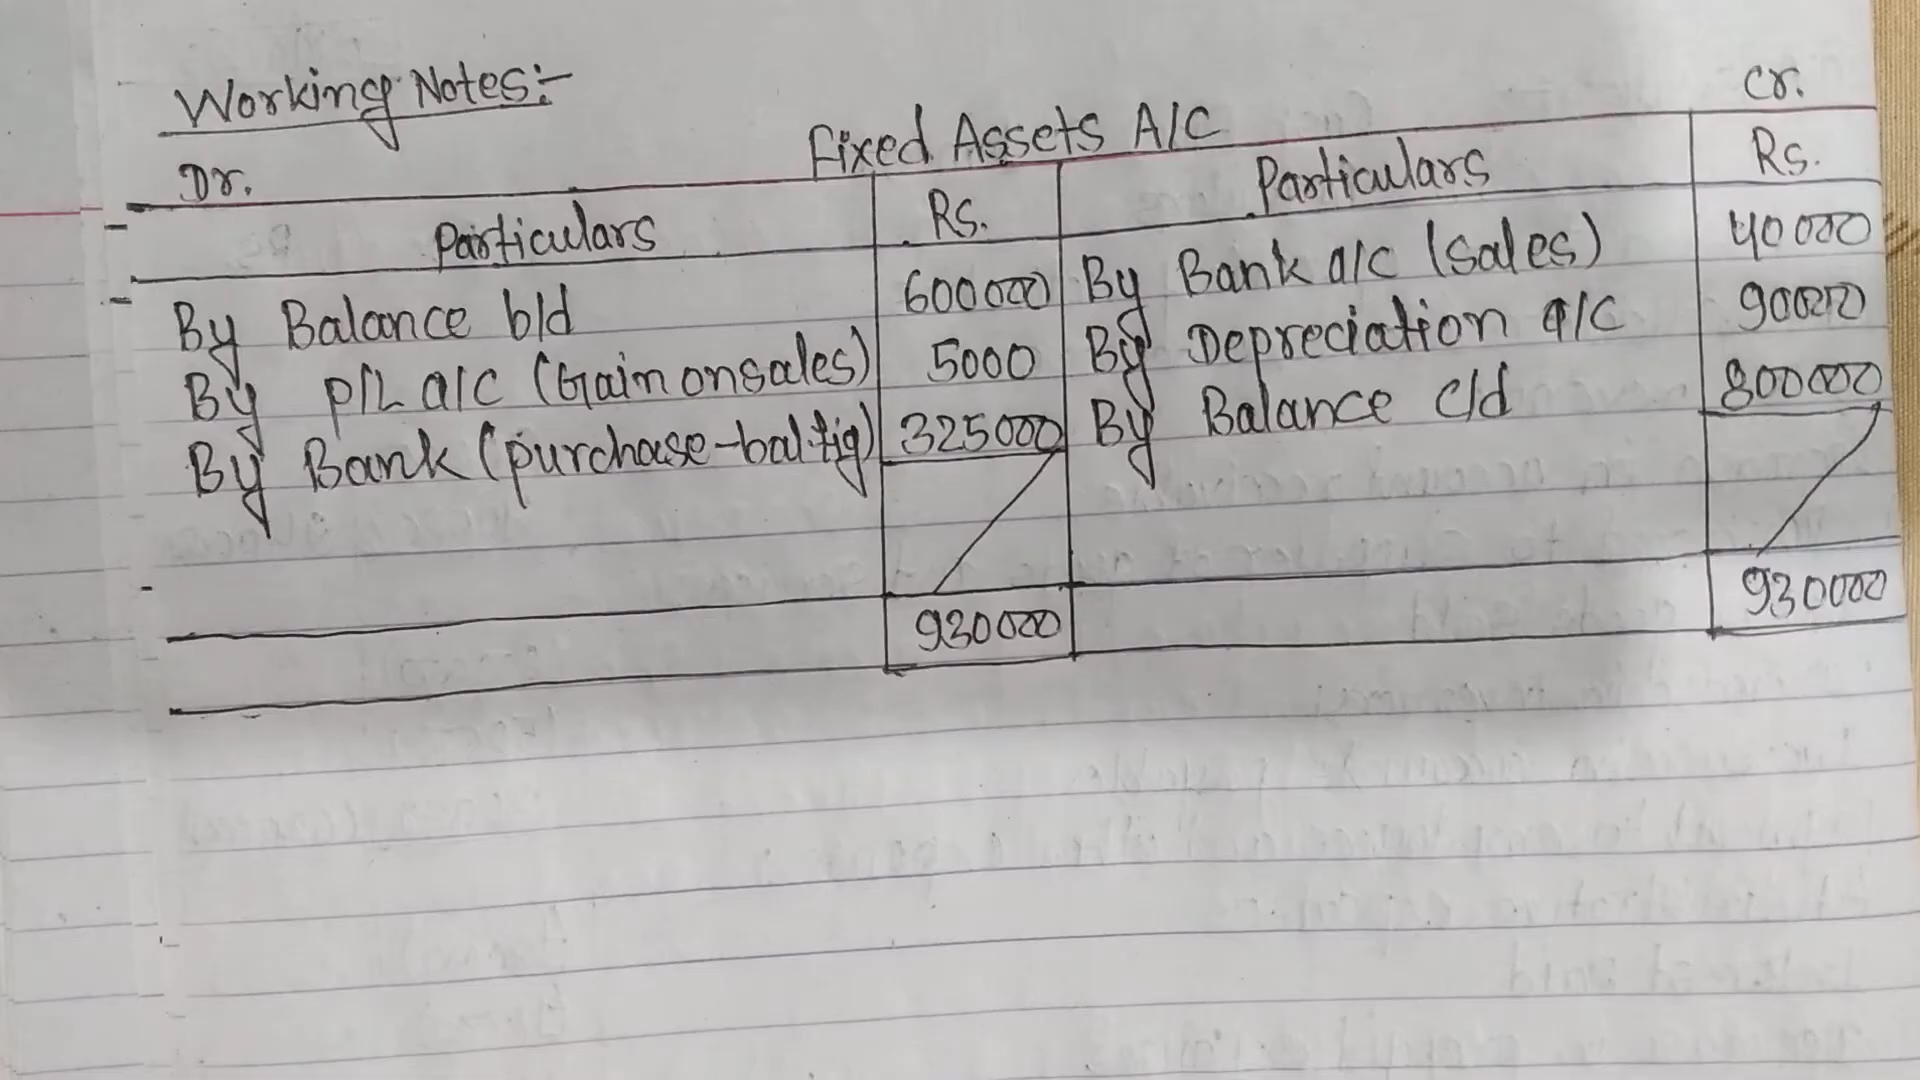 Working Notes:-
Fixed Assets A/C
Dr. Cr.
Particulars Rs. Particulars Rs.
By Balance b/d 600000 By Bank a/c (sales) 40000
By P/L a/c (Gain on sales) 5000 By Depreciation a/c 90000
By Bank (purchase-bal.fig) 325000 By Balance c/d 800000
930000 930000